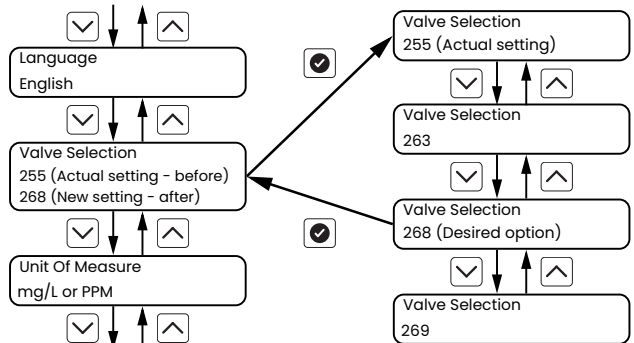 Language
English
Valve Selection
255 (Actual setting - before)
268 (New setting - after)
Unit Of Measure
mg/L or PPM
Valve Selection
255 (Actual setting)
Valve Selection
263
Valve Selection
268 (Desired option)
Valve Selection
269